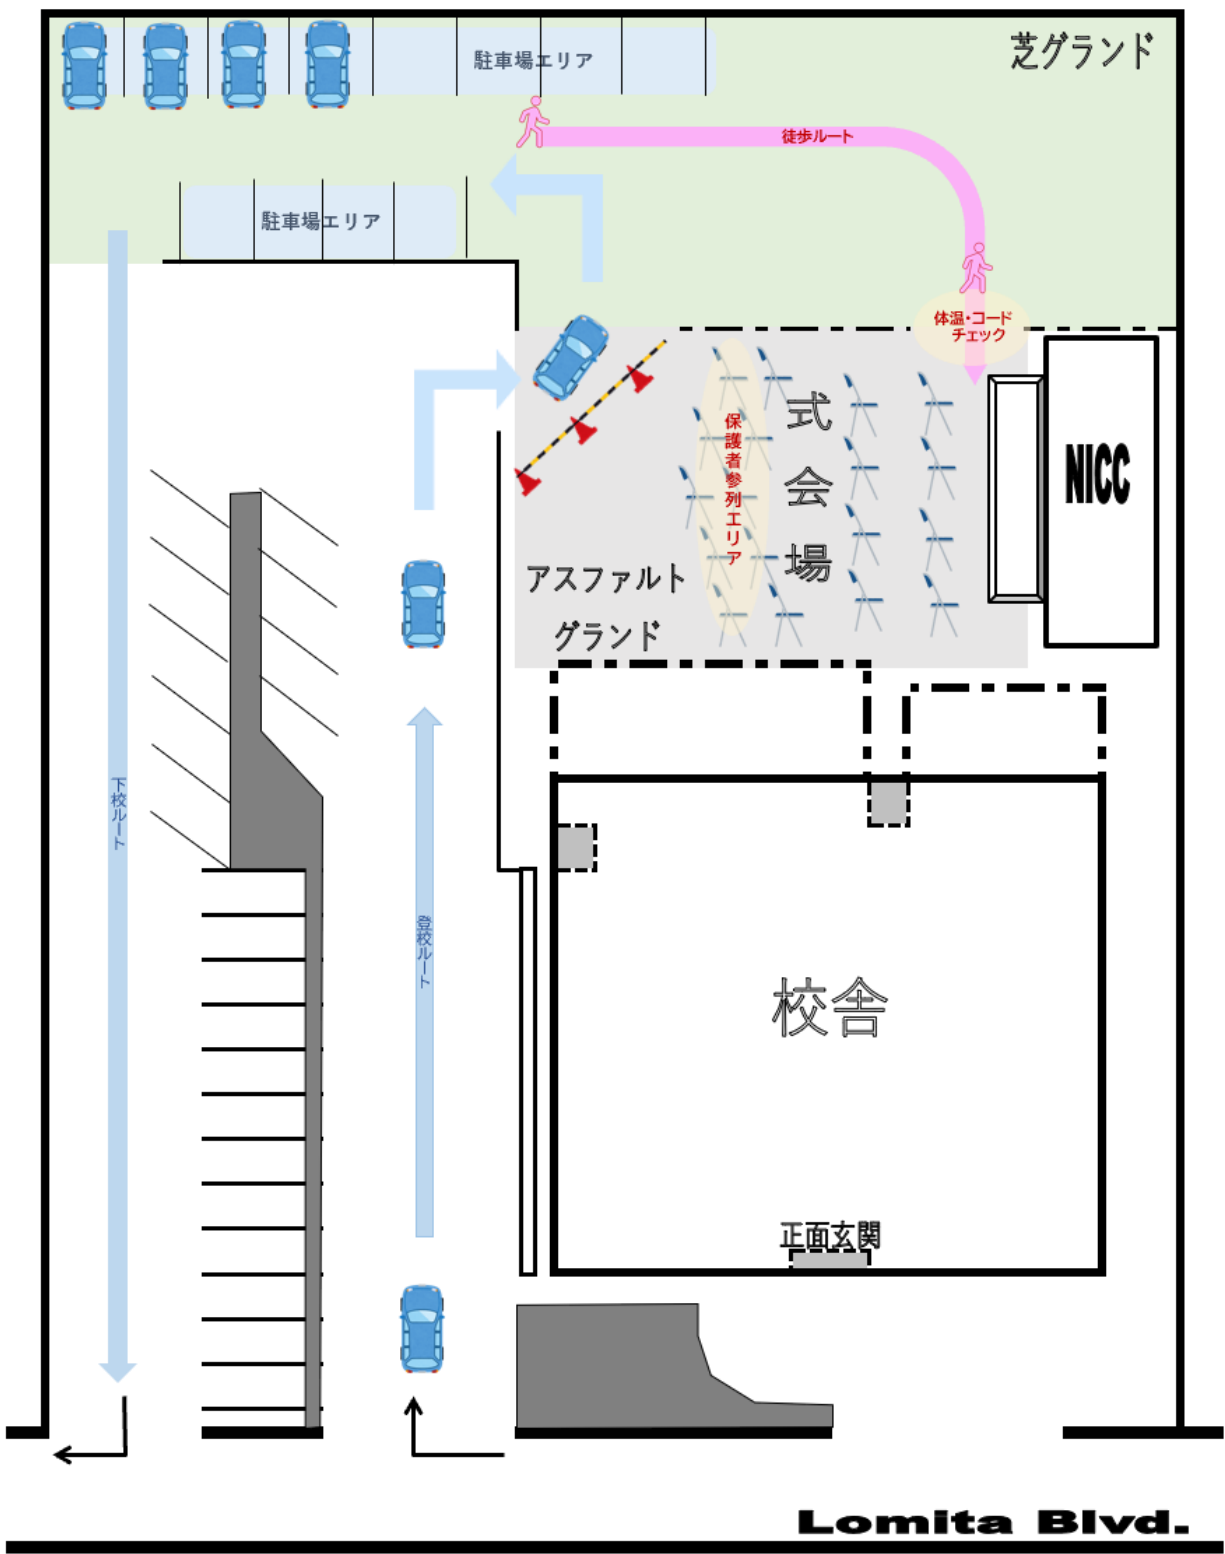 駐車場エリア
芝グランド
徒歩ルート
駐車場エリア
体温・コード
チェック
式会場
保護者参列エリア
NICC
アスファルト
グランド
下校ルート
登校ルート
校舎
正面玄関
Lomita Blvd.